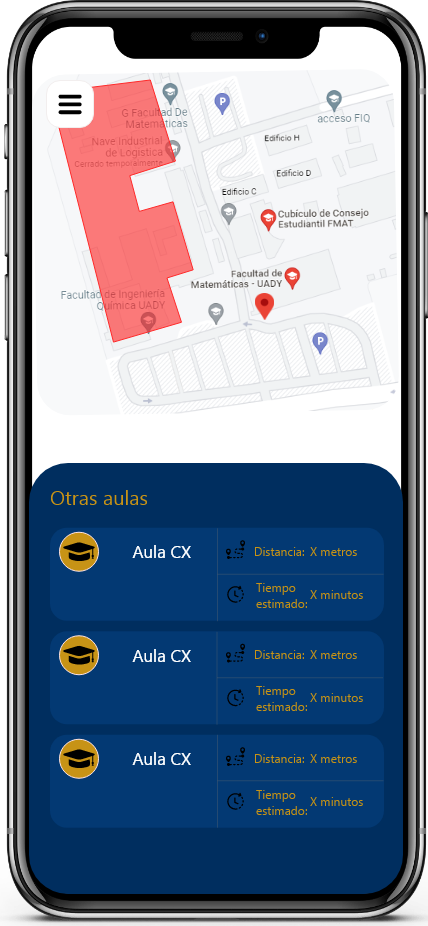 G Facultad De
Matemáticas
P
acceso FIQ
Nave Industrial
de Logística
Cerrado temporalmente
Edificio H
Edificio D
Edificio C
Cubículo de Consejo
Estudiantil FMAT
Facultad de
Matemáticas - UADY
Facultad de Ingeniería
Química UADY
P
Otras aulas
Aula CX
Distancia: X metros
Tiempo
estimado: X minutos
Aula CX
Distancia: X metros
Tiempo
estimado: X minutos
Aula CX
Distancia: X metros
Tiempo
estimado: X minutos